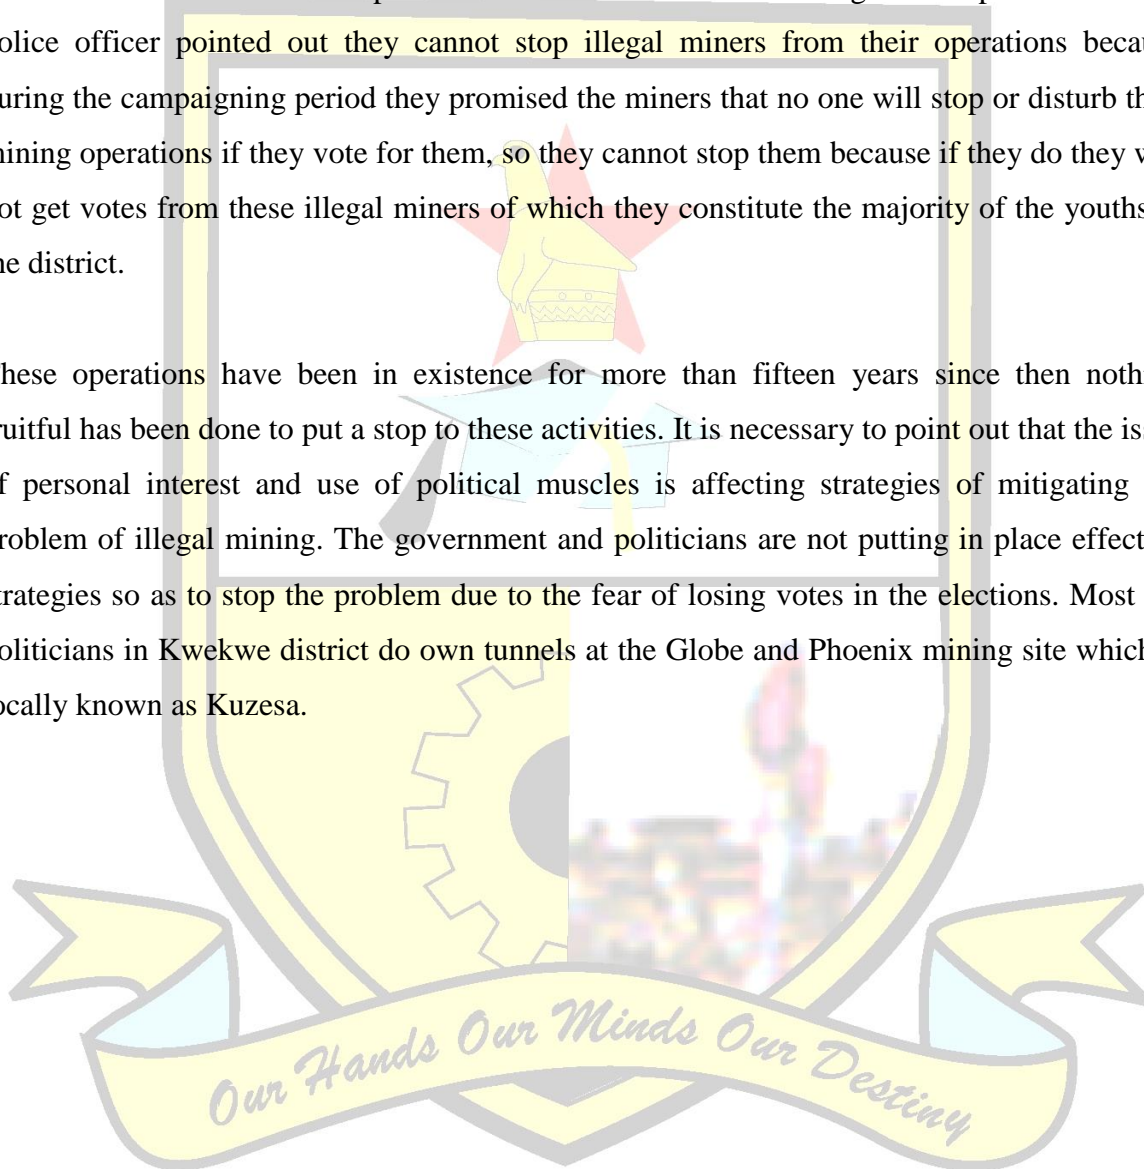 olice officer pointed out they cannot stop illegal miners from their operations becau
uring the campaigning period they promised the miners that no one will stop or disturb th
ining operations if they vote for them, so they cannot stop them because if they do they
ot get votes from these illegal miners of which they constitute the majority of the youths
he district.
hese operations have been in existence for more than fifteen years since then nothi
ruitful has been done to put a stop to these activities. It is necessary to point out that the is
f personal interest and use of political muscles is affecting strategies of mitigating
roblem of illegal mining. The government and politicians are not putting in place effect
trategies so as to stop the problem due to the fear of losing votes in the elections. Most
oliticians in Kwekwe district do own tunnels at the Globe and Phoenix mining site which
ocally known as Kuzesa.
Our Hands Our Minds Our Destiny